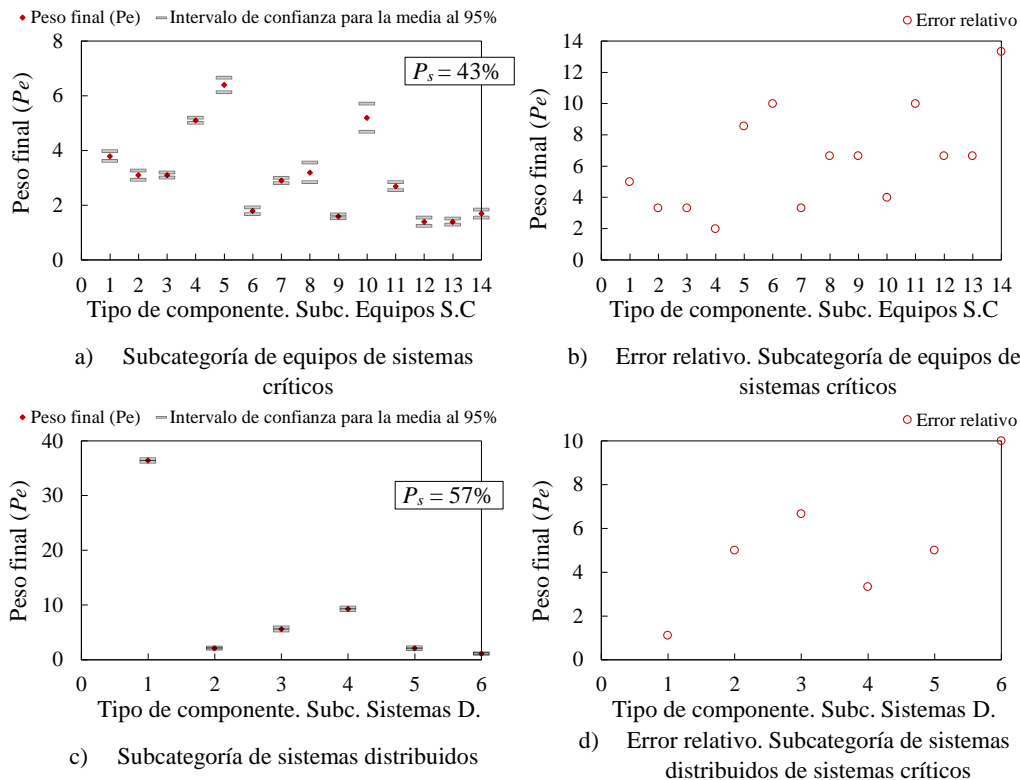 Peso final (Pe) Intervalo de confianza para la media al 95%
8
6
4
2
0
Peso final (Pe)
Ps = 43%
0 1 2 3 4 5 6 7 8 9 10 11 12 13 14
Tipo de componente. Subc. Equipos S.C
a) Subcategoría de equipos de sistemas
críticos
Error relativo
14
12
10
8
6
4
2
0
Peso final (Pe)
0 1 2 3 4 5 6 7 8 9 10 11 12 13 14
Tipo de componente. Subc. Equipos S.C
b) Error relativo. Subcategoría de equipos de
sistemas críticos
Peso final (Pe) Intervalo de confianza para la media al 95%
40
30
20
10
0
Peso final (Pe)
Ps = 57%
0 1 2 3 4 5 6
Tipo de componente. Subc. Sistemas D.
c) Subcategoría de sistemas distribuidos
Error relativo
10
8
6
4
2
0
Peso final (Pe)
0 1 2 3 4 5 6
Tipo de componente. Subc. Sistemas D.
d) Error relativo. Subcategoría de sistemas
distribuidos de sistemas críticos